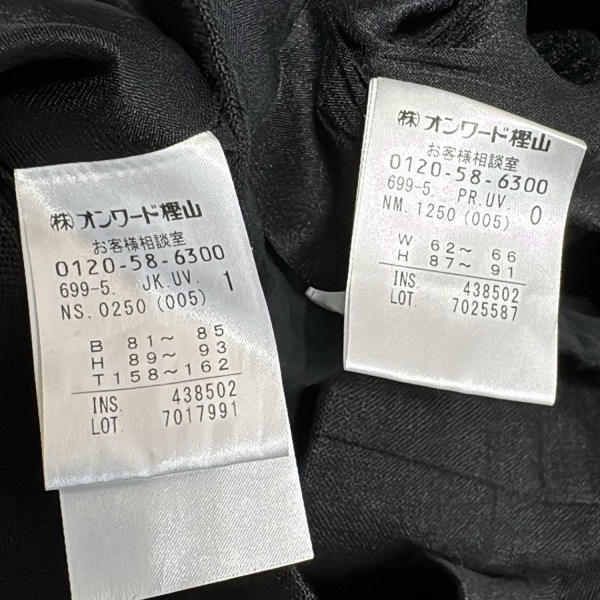 ㈱オンワード樫山
お客様相談室
0120-58-6300
699-5. JK.UV. 1
NS.0250 (005)
B 81～ 85
H 89～ 93
T 158～162
INS. 438502
LOT. 7017991
㈱オンワード樫山
お客様相談室
0120-58-6300
699-5. PR.UV 0
NM.1250 (005)
W 62～ 66
H 87～ 91
INS. 438502
LOT. 7025587